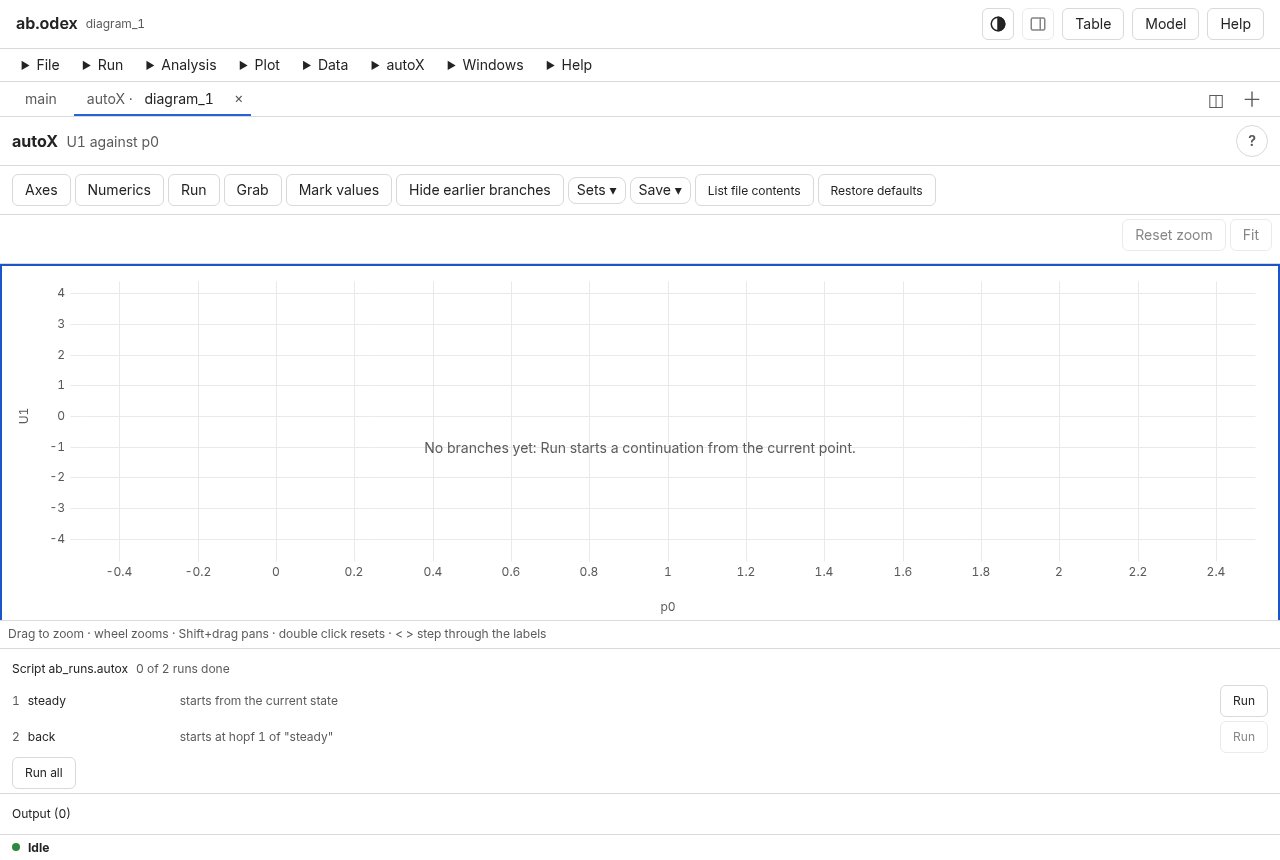 ab.odex diagram_1 Table Model Help
File Run Analysis Plot Data autoX Windows Help
main autoX · diagram_1 ×
autoX U1 against p0 ?
Axes Numerics Run Grab Mark values Hide earlier branches Sets ▾ Save ▾ List file contents Restore defaults
Reset zoom Fit
4
3
2
1
0
-1
-2
-3
-4
U1
No branches yet: Run starts a continuation from the current point.
-0.4 -0.2 0 0.2 0.4 0.6 0.8 1 1.2 1.4 1.6 1.8 2 2.2 2.4
p0
Drag to zoom · wheel zooms · Shift+drag pans · double click resets · < > step through the labels
Script ab_runs.autox 0 of 2 runs done
1 steady starts from the current state Run
2 back starts at hopf 1 of "steady" Run
Run all
Output (0)
Idle